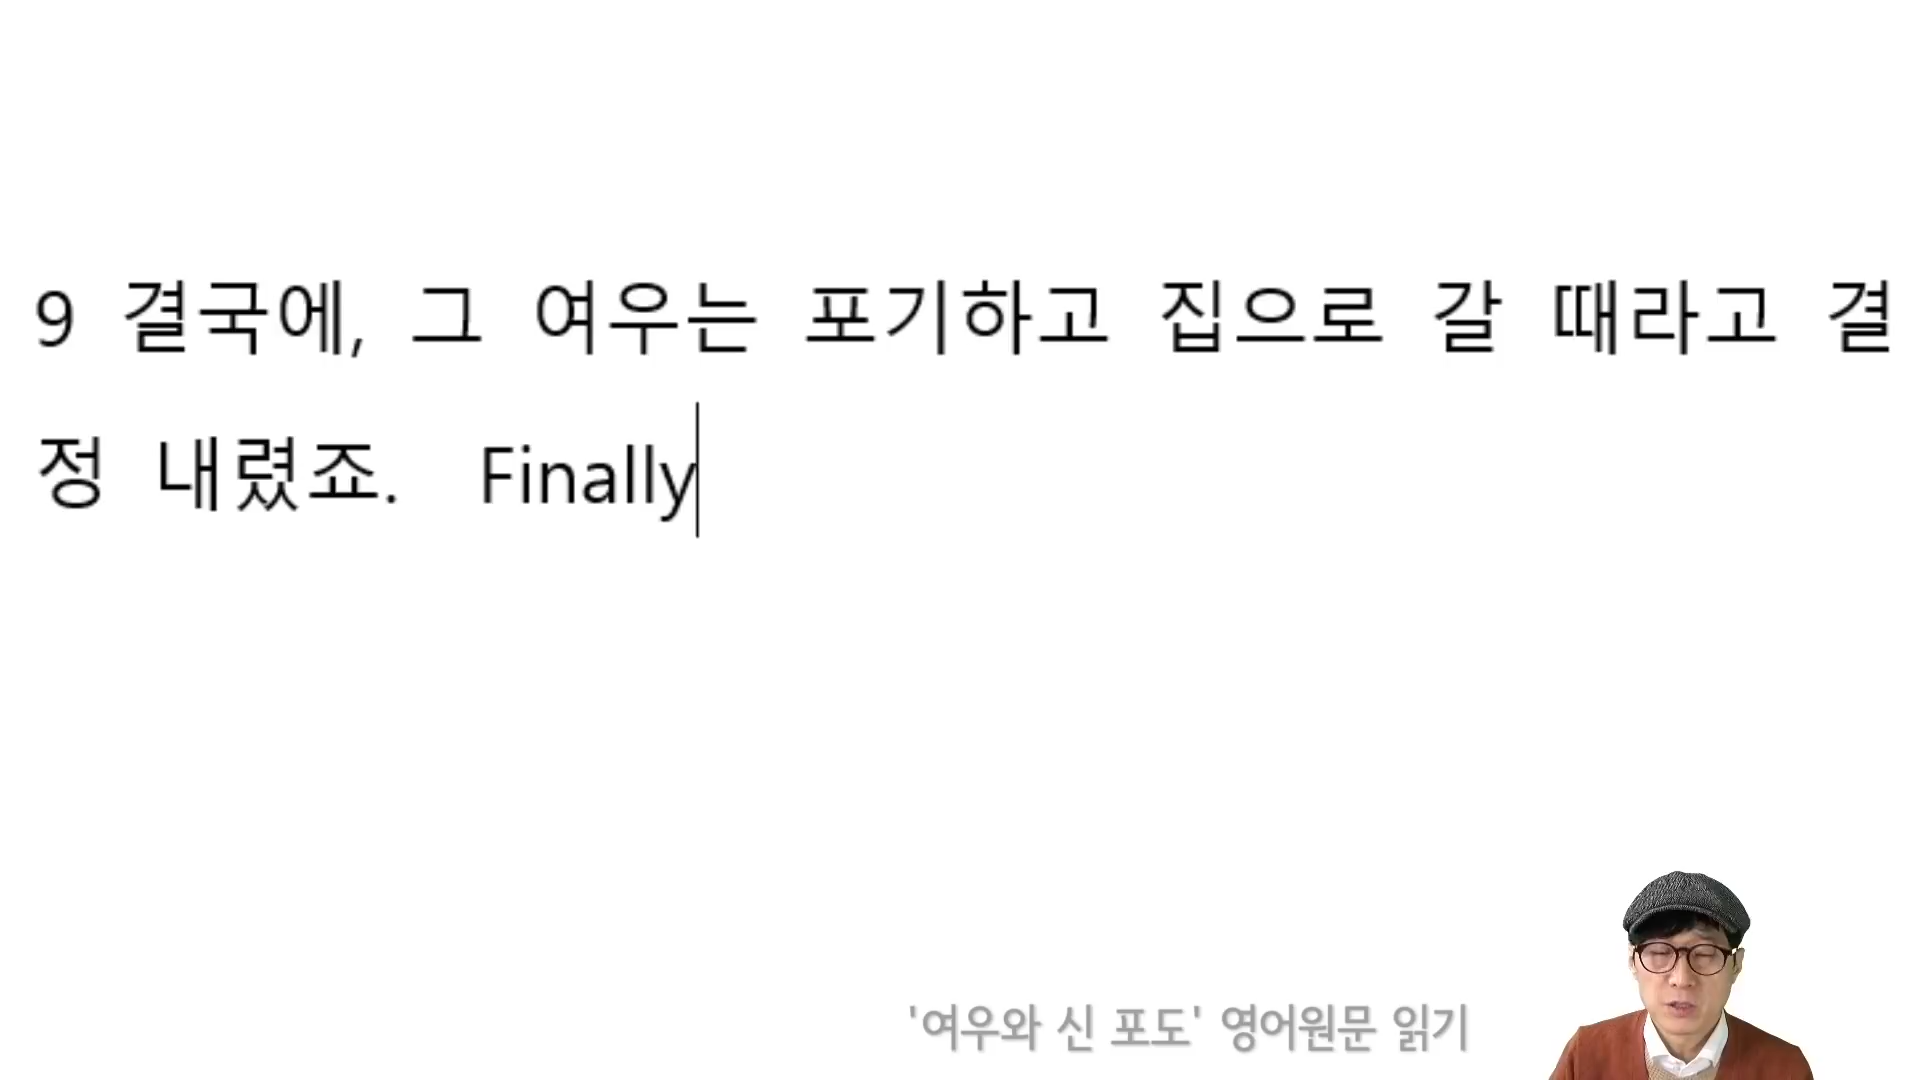 9 결국에, 그 여우는 포기하고 집으로 갈 때라고 결
정 내렸죠. Finally
'여우와 신 포도' 영어원문 읽기